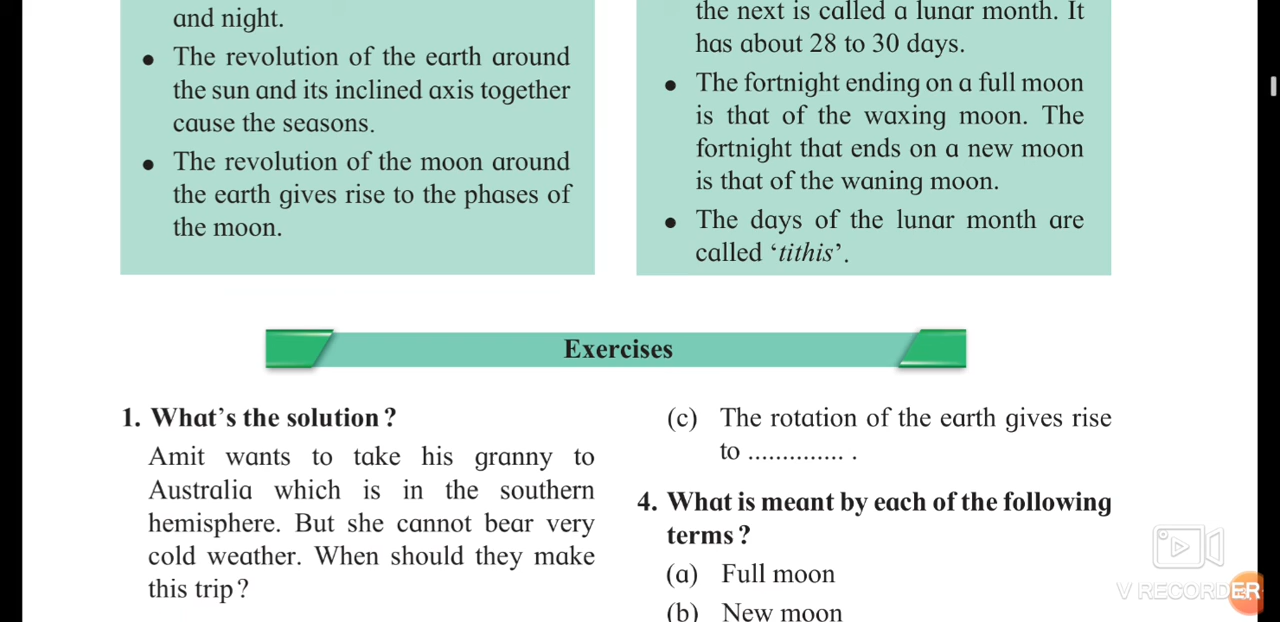 and night.
• The revolution of the earth around
the sun and its inclined axis together
cause the seasons.
• The revolution of the moon around
the earth gives rise to the phases of
the moon.
the next is called a lunar month. It
has about 28 to 30 days.
• The fortnight ending on a full moon
is that of the waxing moon. The
fortnight that ends on a new moon
is that of the waning moon.
• The days of the lunar month are
called ‘tithis’.
Exercises
1. What’s the solution ?
Amit wants to take his granny to
Australia which is in the southern
hemisphere. But she cannot bear very
cold weather. When should they make
this trip ?
(c) The rotation of the earth gives rise
to .............. .
4. What is meant by each of the following
terms ?
(a) Full moon
(b) New moon
V RECORDER